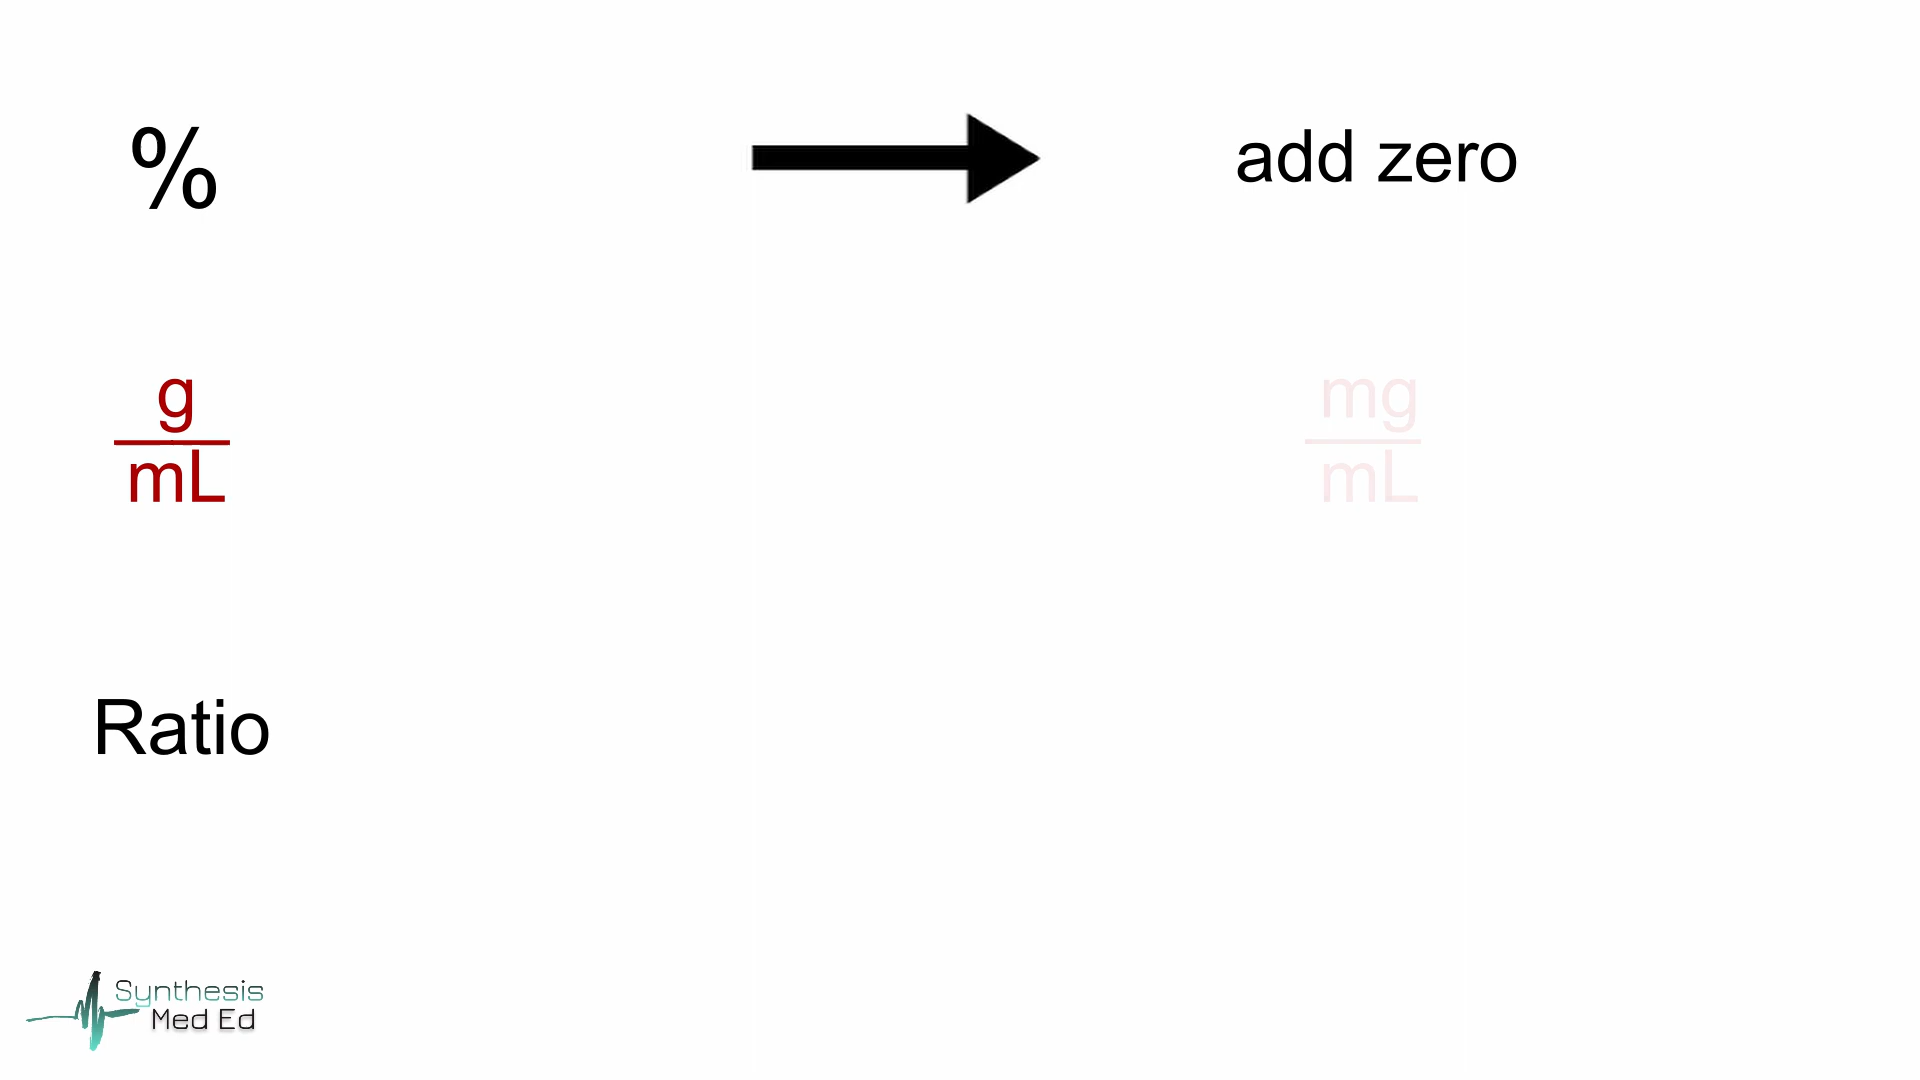 %
add zero
g
mL
mg
mL
Ratio
Synthesis
Med Ed